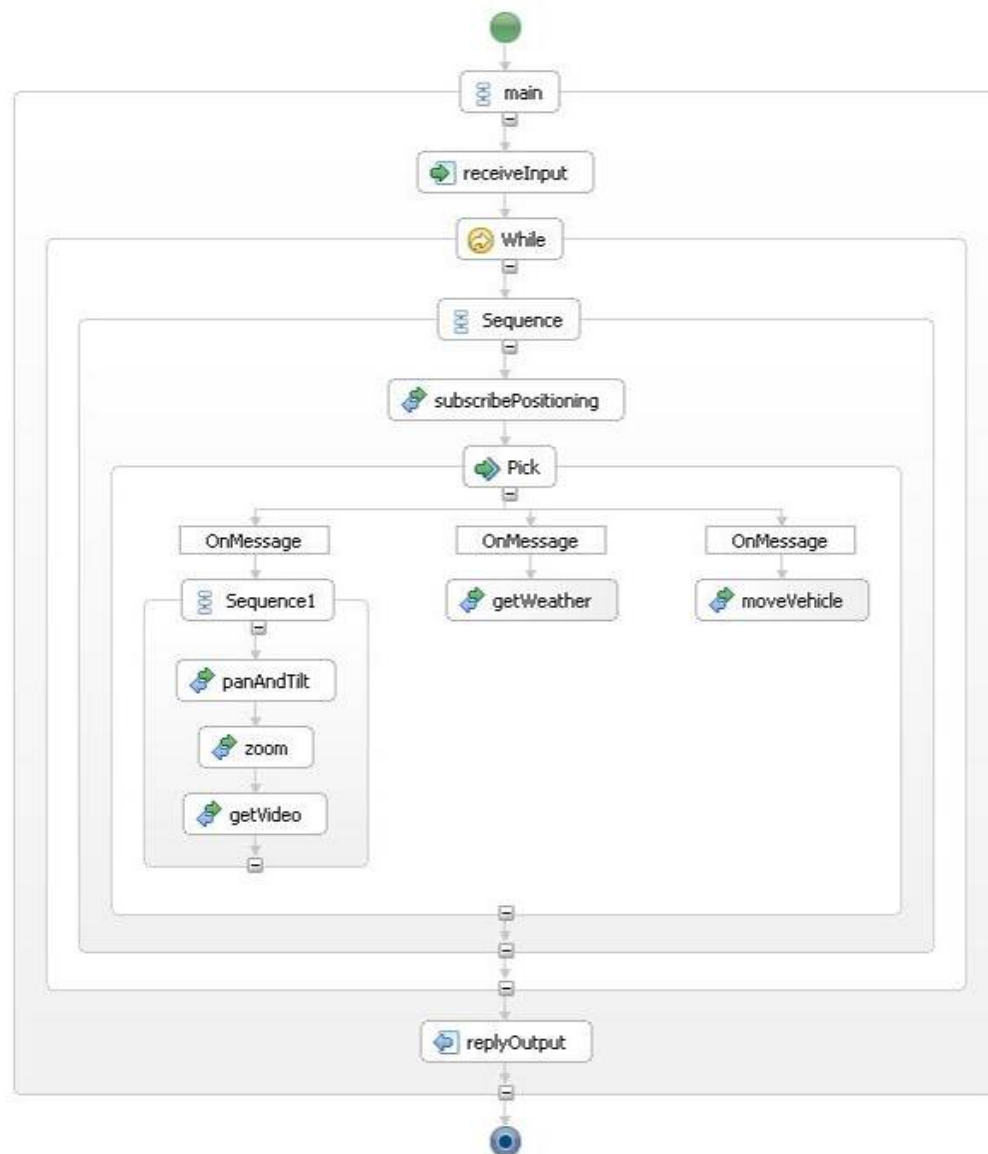 main
receiveInput
While
Sequence
subscribePositioning
Pick
OnMessage OnMessage OnMessage
Sequence1 getWeather moveVehicle
panAndTilt
zoom
getVideo
replyOutput